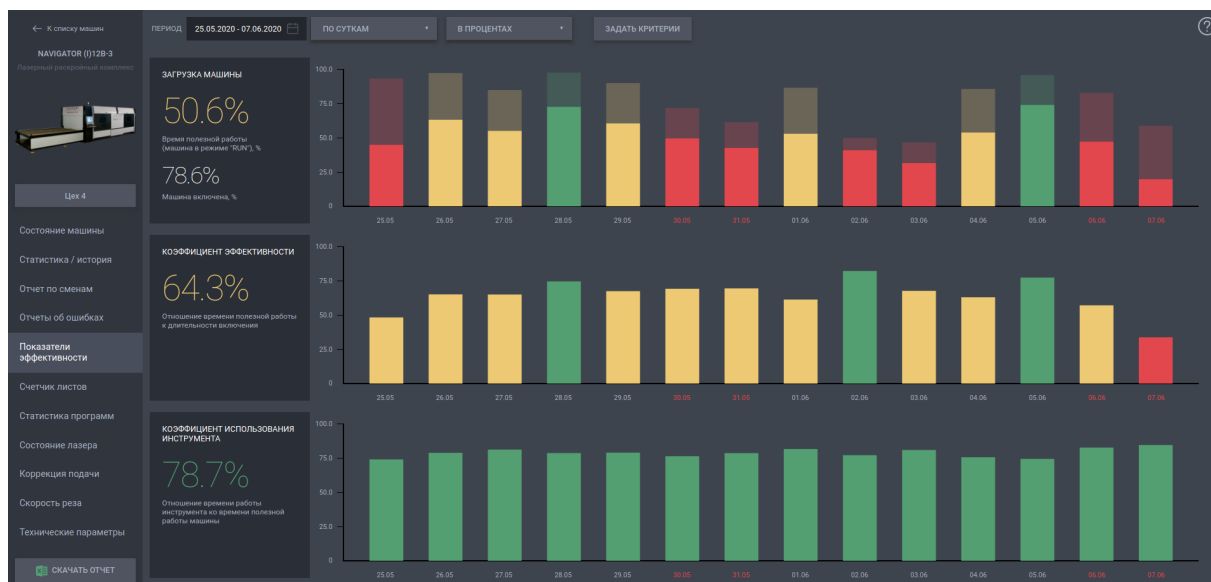 К списку машин
NAVIGATOR (I)12B-3
Лазерный раскройный комплекс
Цех 4
Состояние машины
Статистика / история
Отчет по сменам
Отчеты об ошибках
Показатели
эффективности
Счетчик листов
Статистика программ
Состояние лазера
Коррекция подачи
Скорость реза
Технические параметры
СКАЧАТЬ ОТЧЕТ
ПЕРИОД 25.05.2020 - 07.06.2020 ПО СУТКАМ В ПРОЦЕНТАХ ЗАДАТЬ КРИТЕРИИ ?
ЗАГРУЗКА МАШИНЫ
50.6%
Время полезной работы
(машина в режиме "RUN"), %
78.6%
Машина включена, %
100.0
75.0
50.0
25.0
0
25.05 26.05 27.05 28.05 29.05 30.05 31.05 01.06 02.06 03.06 04.06 05.06 06.06 07.06
КОЭФФИЦИЕНТ ЭФФЕКТИВНОСТИ
64.3%
Отношение времени полезной работы
к длительности включения
100.0
75.0
50.0
25.0
0
25.05 26.05 27.05 28.05 29.05 30.05 31.05 01.06 02.06 03.06 04.06 05.06 06.06 07.06
КОЭФФИЦИЕНТ ИСПОЛЬЗОВАНИЯ
ИНСТРУМЕНТА
78.7%
Отношение времени работы
инструмента ко времени полезной
работы машины
100.0
75.0
50.0
25.0
0
25.05 26.05 27.05 28.05 29.05 30.05 31.05 01.06 02.06 03.06 04.06 05.06 06.06 07.06